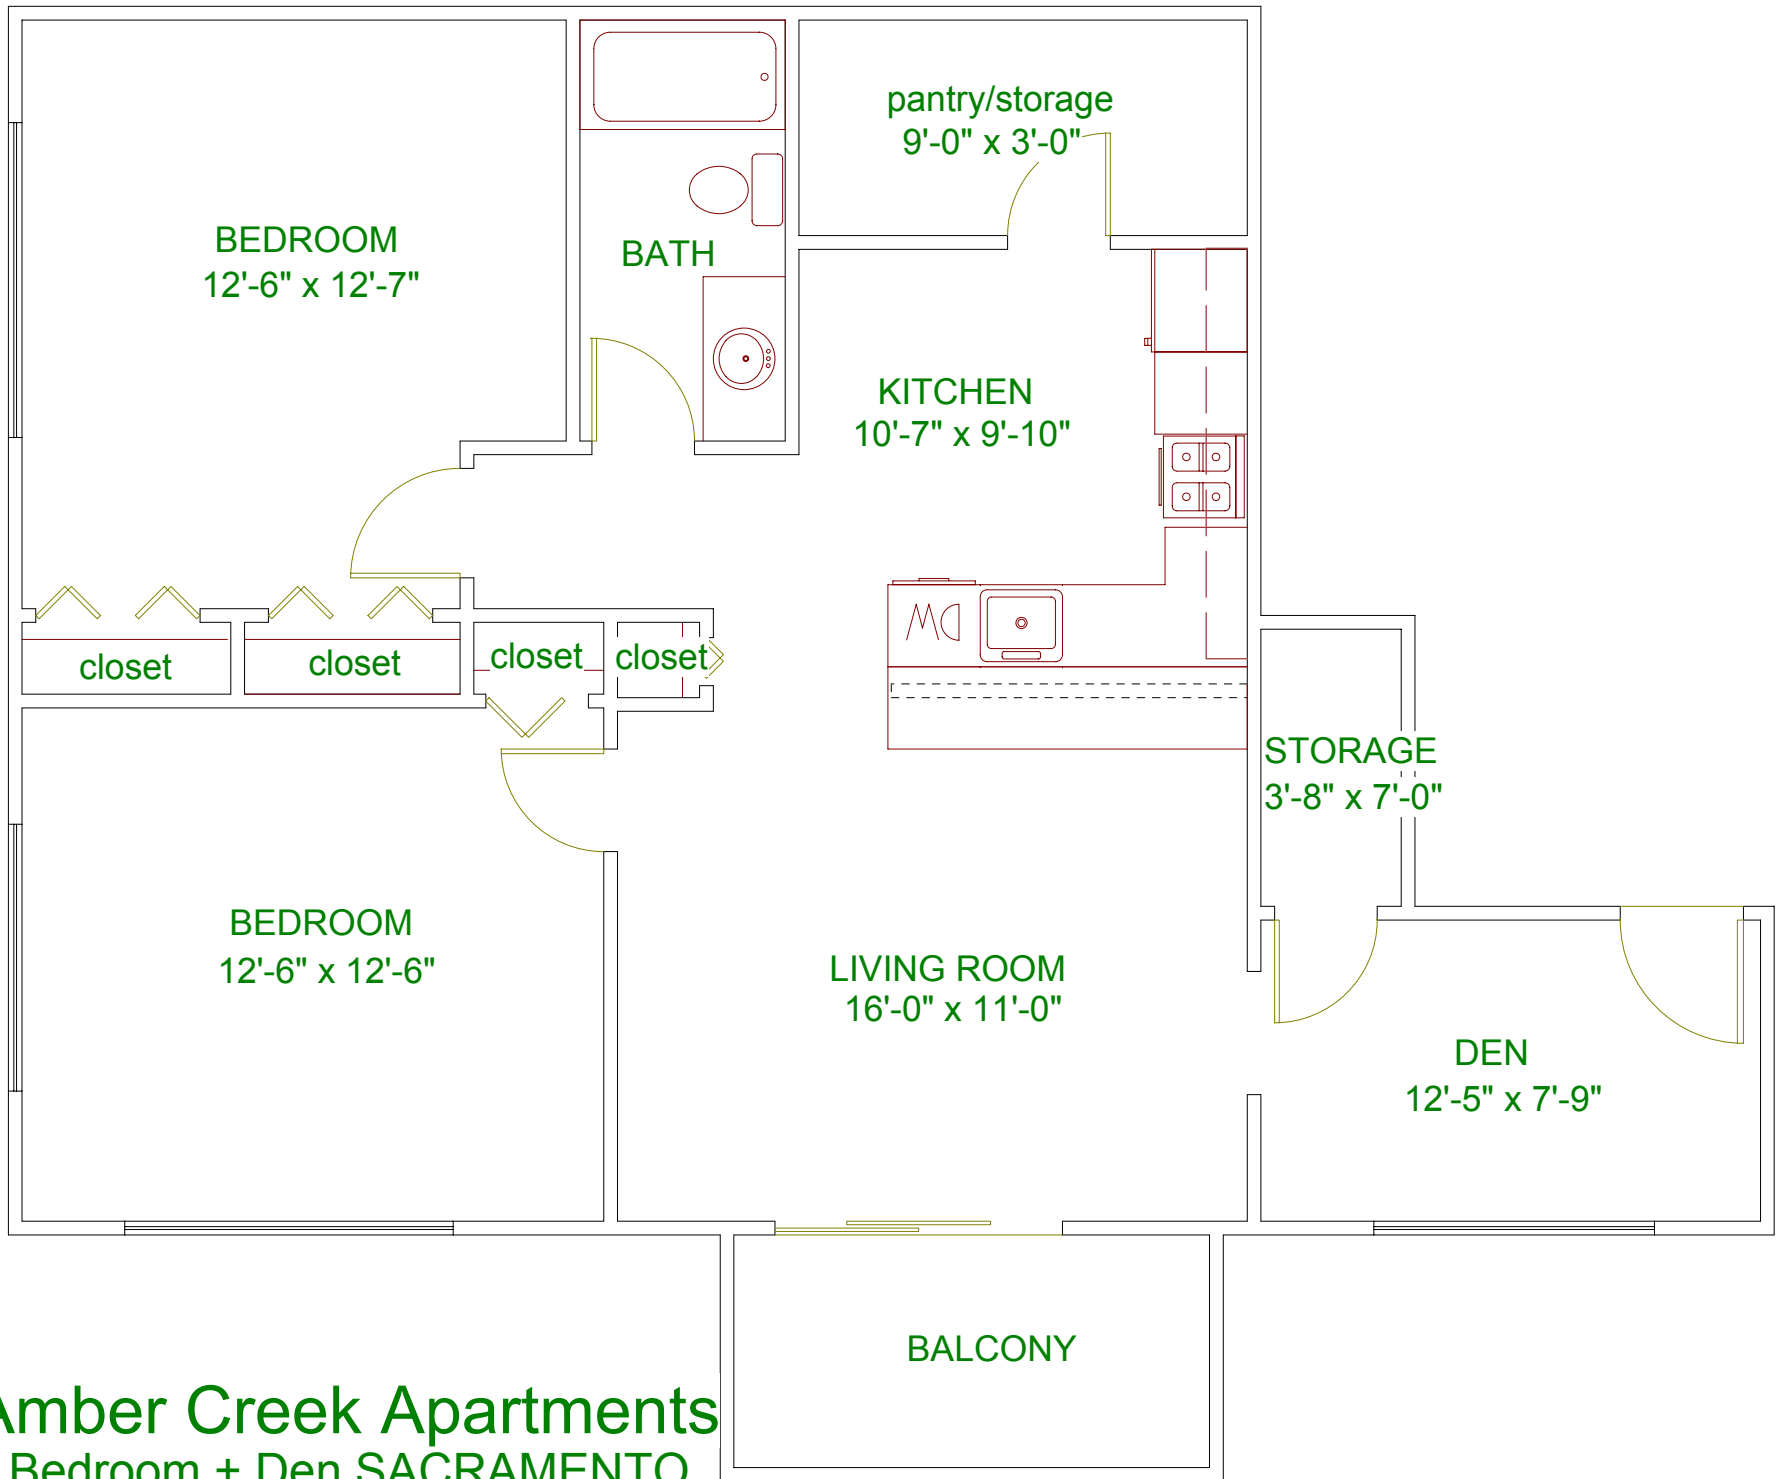 pantry/storage
9'-0" x 3'-0"
BEDROOM
12'-6" x 12'-7"
BATH
KITCHEN
10'-7" x 9'-10"
DW
closet
closet
closet
closet
STORAGE
3'-8" x 7'-0"
BEDROOM
12'-6" x 12'-6"
LIVING ROOM
16'-0" x 11'-0"
DEN
12'-5" x 7'-9"
BALCONY
Amber Creek Apartments
Bedroom + Den SACRAMENTO